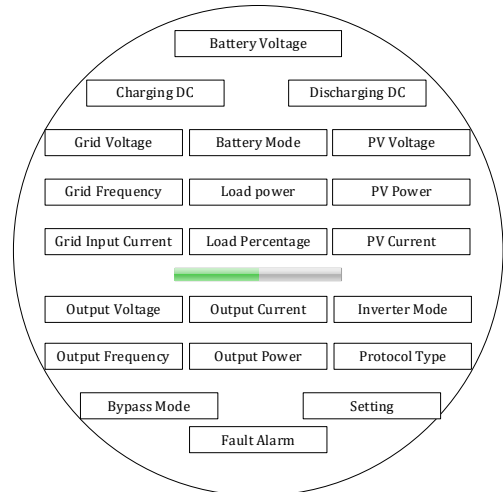 Battery Voltage
Charging DC
Discharging DC
Grid Voltage
Battery Mode
PV Voltage
Grid Frequency
Load power
PV Power
Grid Input Current
Load Percentage
PV Current
Output Voltage
Output Current
Inverter Mode
Output Frequency
Output Power
Protocol Type
Bypass Mode
Setting
Fault Alarm